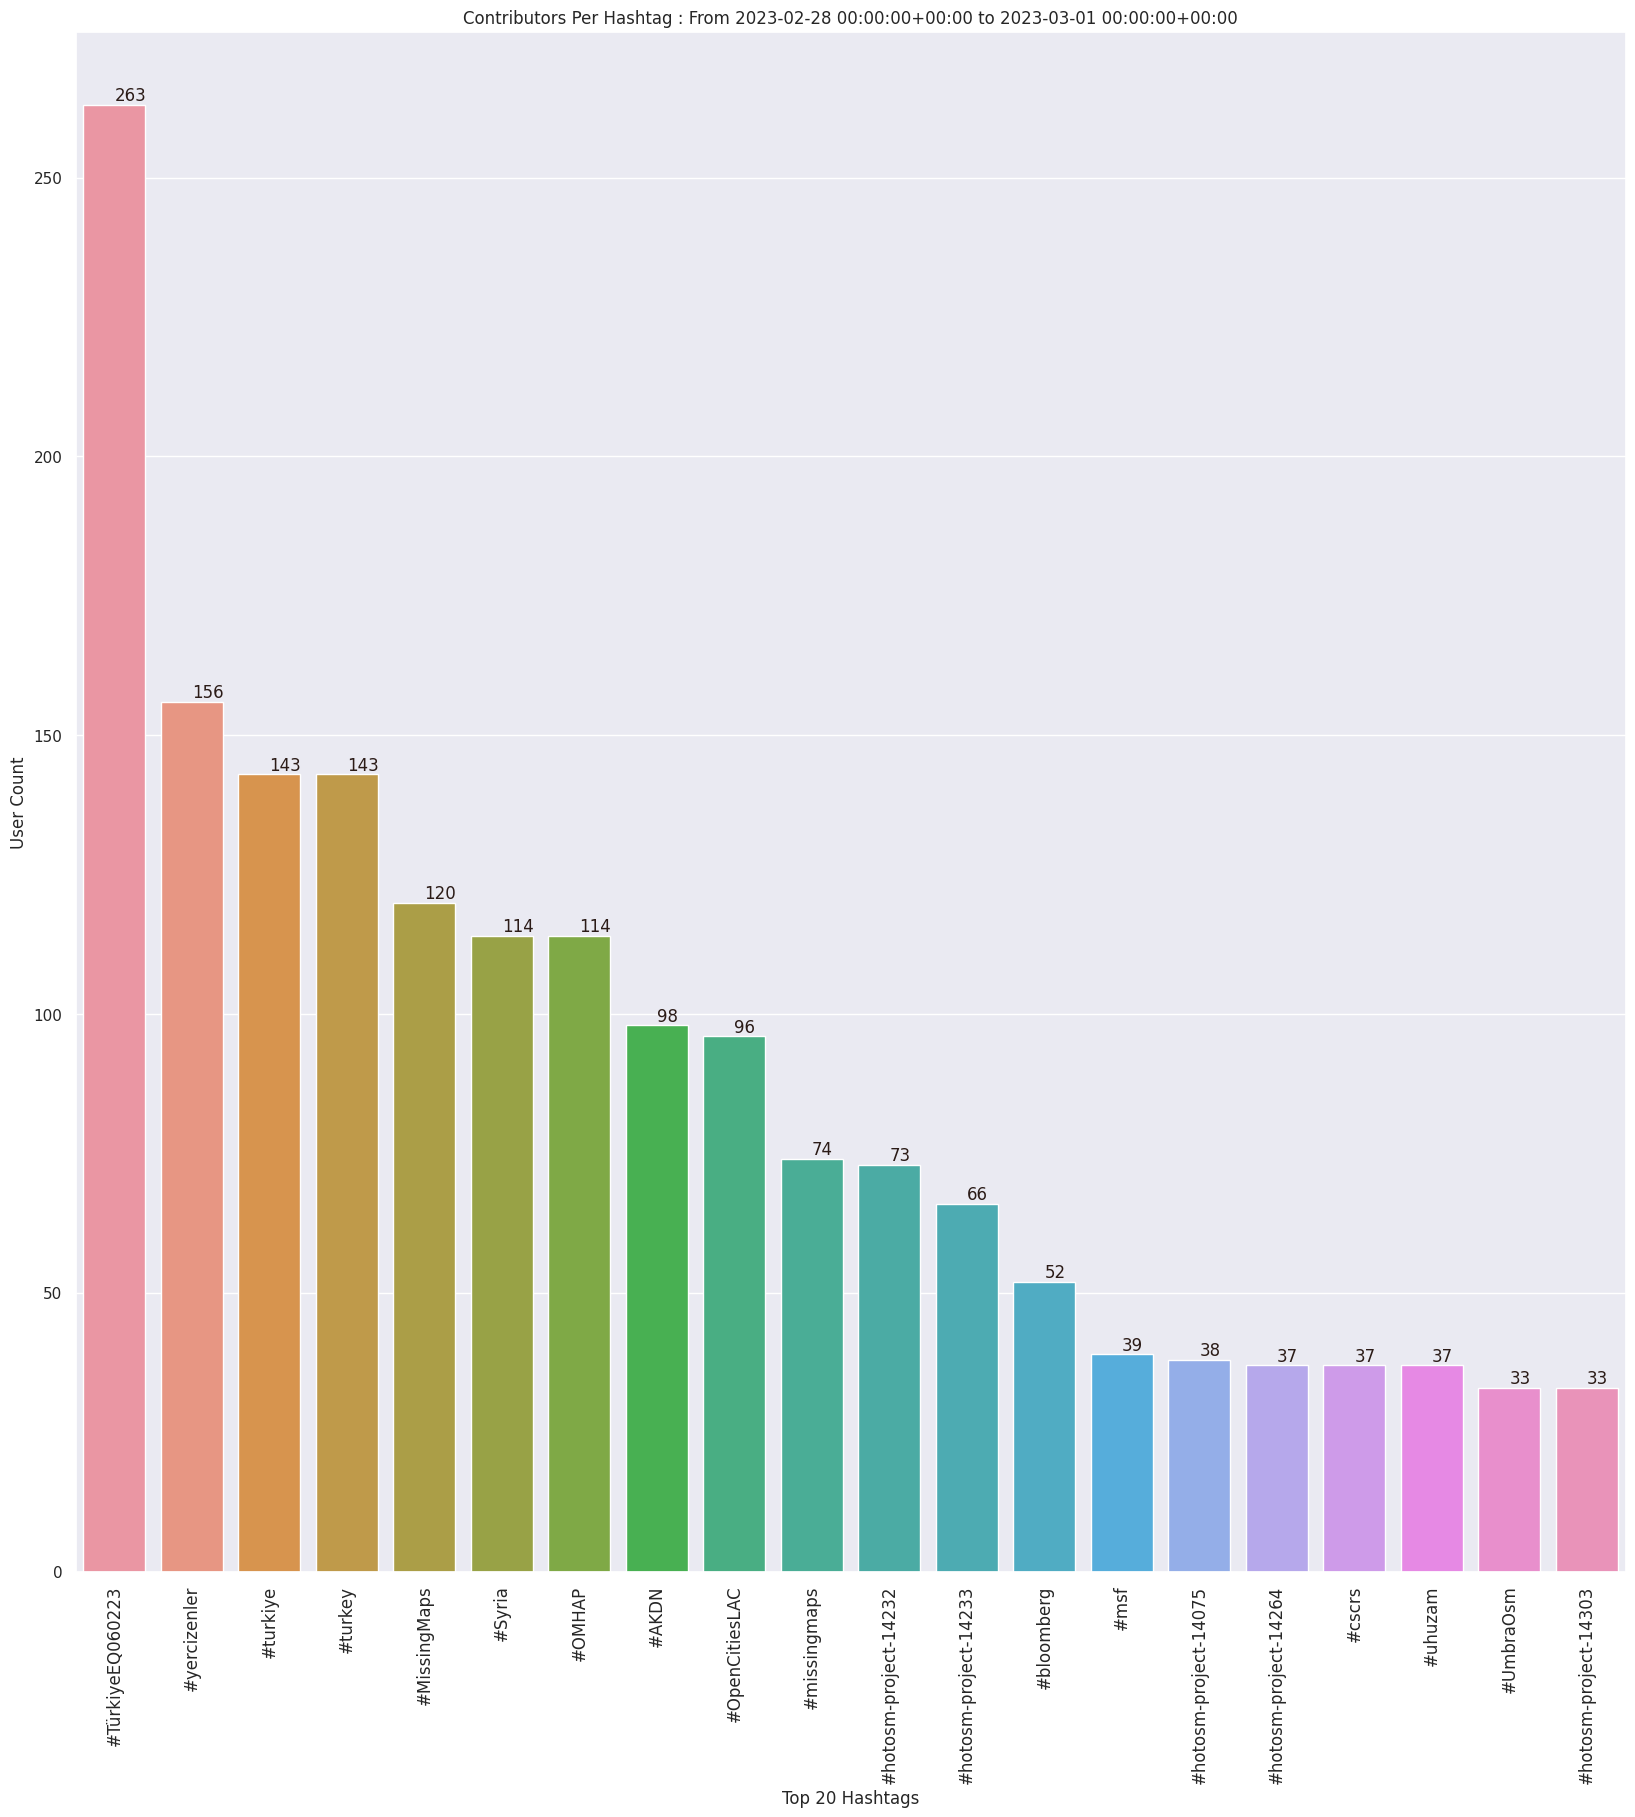 Contributors Per Hashtag : From 2023-02-28 00:00:00+00:00 to 2023-03-01 00:00:00+00:00
263
156
143
143
120
114
114
98
96
74
73
66
52
39
38
37
37
37
33
33
250
200
150
100
50
0
User Count
#TürkiyeEQ060223
#yercizenler
#turkiye
#turkey
#MissingMaps
#Syria
#OMHAP
#AKDN
#OpenCitiesLAC
#missingmaps
#hotosm-project-14232
#hotosm-project-14233
#bloomberg
#msf
#hotosm-project-14075
#hotosm-project-14264
#cscrs
#uhuzam
#UmbraOsm
#hotosm-project-14303
Top 20 Hashtags